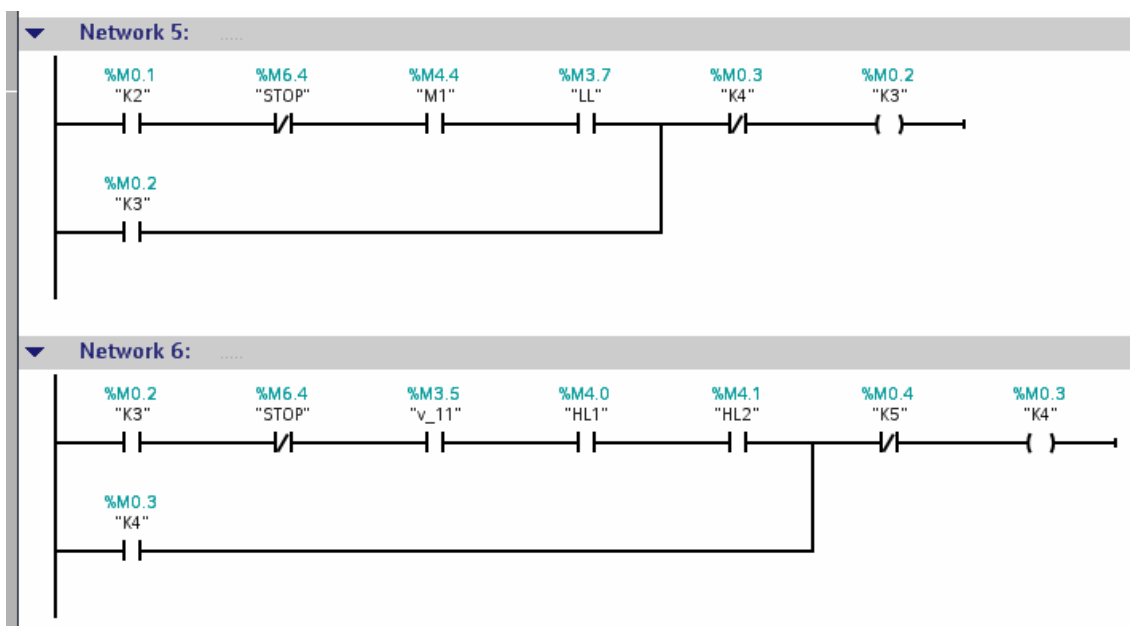 Network 5: .....
%M0.1 %M6.4 %M4.4 %M3.7 %M0.3 %M0.2
"K2" "STOP" "M1" "LL" "K4" "K3"
%M0.2
"K3"
Network 6: .....
%M0.2 %M6.4 %M3.5 %M4.0 %M4.1 %M0.4 %M0.3
"K3" "STOP" "v_11" "HL1" "HL2" "K5" "K4"
%M0.3
"K4"